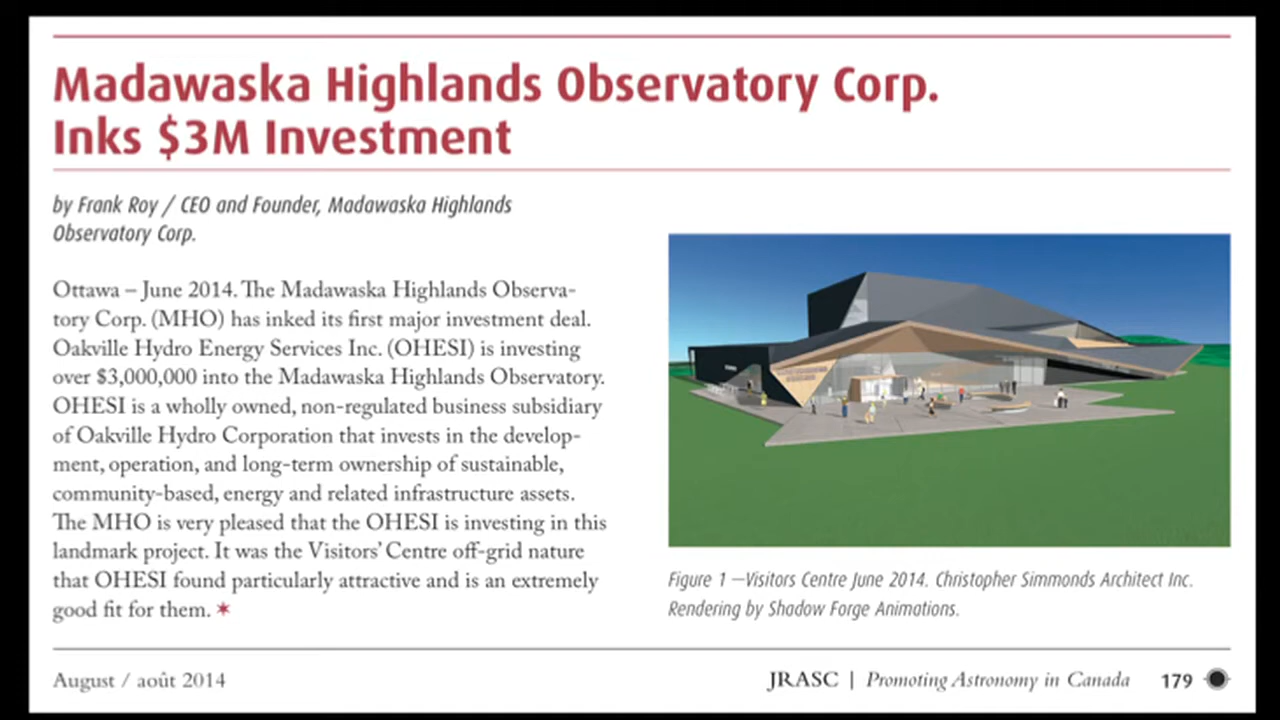 Madawaska Highlands Observatory Corp.
Inks $3M Investment
by Frank Roy / CEO and Founder, Madawaska Highlands
Observatory Corp.
Ottawa – June 2014. The Madawaska Highlands Observa-
tory Corp. (MHO) has inked its first major investment deal.
Oakville Hydro Energy Services Inc. (OHESI) is investing
over $3,000,000 into the Madawaska Highlands Observatory.
OHESI is a wholly owned, non-regulated business subsidiary
of Oakville Hydro Corporation that invests in the develop-
ment, operation, and long-term ownership of sustainable,
community-based, energy and related infrastructure assets.
The MHO is very pleased that the OHESI is investing in this
landmark project. It was the Visitors' Centre off-grid nature
that OHESI found particularly attractive and is an extremely
good fit for them. ✶
Figure 1 —Visitors Centre June 2014. Christopher Simmonds Architect Inc.
Rendering by Shadow Forge Animations.
August / août 2014
JRASC | Promoting Astronomy in Canada 179